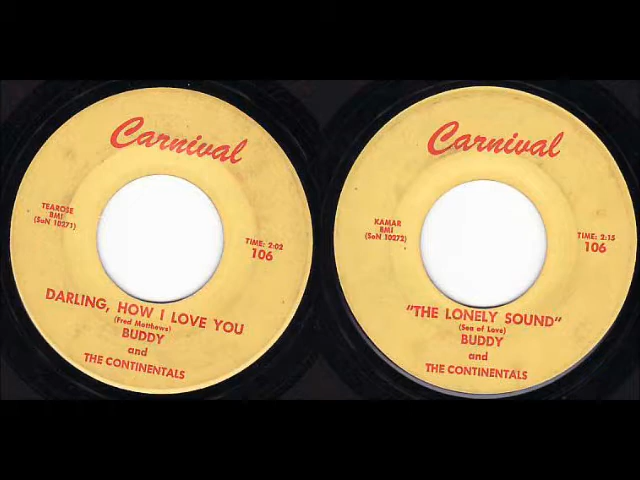 Carnival
TEAROSE
BMI
(SoN 10271)
TIME: 2:02
106
DARLING, HOW I LOVE YOU
(Fred Matthews)
BUDDY
and
THE CONTINENTALS
Carnival
KAMAR
BMI
(SoN 10272)
TIME: 2:15
106
"THE LONELY SOUND"
(Sea of Love)
BUDDY
and
THE CONTINENTALS